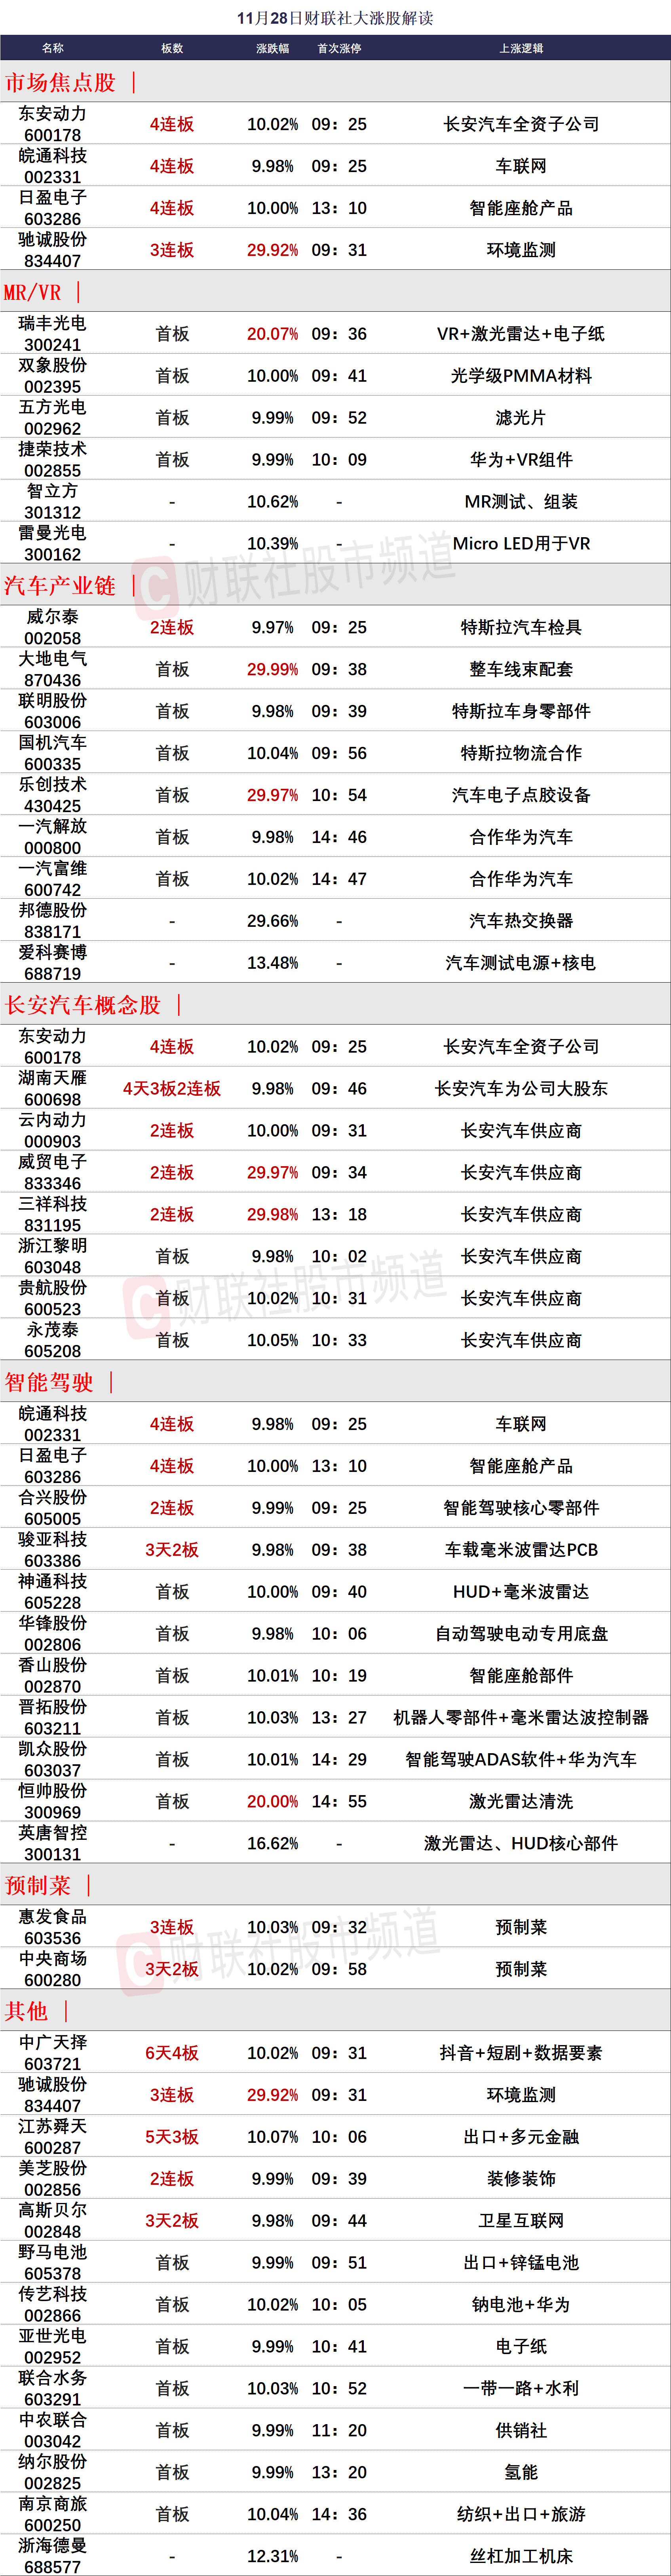 11月28日财联社大涨股解读
名称 板数 涨跌幅 首次涨停 上涨逻辑
市场焦点股 |
东安动力 600178 4连板 10.02% 09: 25 长安汽车全资子公司
皖通科技 002331 4连板 9.98% 09: 25 车联网
日盈电子 603286 4连板 10.00% 13: 10 智能座舱产品
驰诚股份 834407 3连板 29.92% 09: 31 环境监测
MR/VR |
瑞丰光电 300241 首板 20.07% 09: 36 VR+激光雷达+电子纸
双象股份 002395 首板 10.00% 09: 41 光学级PMMA材料
五方光电 002962 首板 9.99% 09: 52 滤光片
捷荣技术 002855 首板 9.99% 10: 09 华为+VR组件
智立方 301312 - 10.62% - MR测试、组装
雷曼光电 300162 - 10.39% - Micro LED用于VR
财联社股市频道
汽车产业链 |
威尔泰 002058 2连板 9.97% 09: 25 特斯拉汽车检具
大地电气 870436 首板 29.99% 09: 38 整车线束配套
联明股份 603006 首板 9.98% 09: 39 特斯拉车身零部件
国机汽车 600335 首板 10.04% 09: 56 特斯拉物流合作
乐创技术 430425 首板 29.97% 10: 54 汽车电子点胶设备
一汽解放 000800 首板 9.98% 14: 46 合作华为汽车
一汽富维 600742 首板 10.02% 14: 47 合作华为汽车
邦德股份 838171 - 29.66% - 汽车热交换器
爱科赛博 688719 - 13.48% - 汽车测试电源+核电
长安汽车概念股 |
东安动力 600178 4连板 10.02% 09: 25 长安汽车全资子公司
湖南天雁 600698 4天3板2连板 9.98% 09: 46 长安汽车为公司大股东
云内动力 000903 2连板 10.00% 09: 31 长安汽车供应商
威贸电子 833346 2连板 29.97% 09: 34 长安汽车供应商
三祥科技 831195 2连板 29.98% 13: 18 长安汽车供应商
浙江黎明 603048 首板 9.98% 10: 02 长安汽车供应商
财联社股市频道
贵航股份 600523 首板 10.02% 10: 31 长安汽车供应商
永茂泰 605208 首板 10.05% 10: 33 长安汽车供应商
智能驾驶 |
皖通科技 002331 4连板 9.98% 09: 25 车联网
日盈电子 603286 4连板 10.00% 13: 10 智能座舱产品
合兴股份 605005 2连板 9.99% 09: 25 智能驾驶核心零部件
骏亚科技 603386 3天2板 9.98% 09: 38 车载毫米波雷达PCB
神通科技 605228 首板 10.00% 09: 40 HUD+毫米波雷达
华锋股份 002806 首板 9.98% 10: 06 自动驾驶电动专用底盘
香山股份 002870 首板 10.01% 10: 19 智能座舱部件
晋拓股份 603211 首板 10.03% 13: 27 机器人零部件+毫米雷达波控制器
凯众股份 603037 首板 10.01% 14: 29 智能驾驶ADAS软件+华为汽车
恒帅股份 300969 首板 20.00% 14: 55 激光雷达清洗
英唐智控 300131 - 16.62% - 激光雷达、HUD核心部件
预制菜 |
惠发食品 603536 3连板 10.03% 09: 32 预制菜
财联社股市频道
中央商场 600280 3天2板 10.02% 09: 58 预制菜
其他 |
中广天择 603721 6天4板 10.02% 09: 31 抖音+短剧+数据要素
驰诚股份 834407 3连板 29.92% 09: 31 环境监测
江苏舜天 600287 5天3板 10.07% 10: 06 出口+多元金融
美芝股份 002856 2连板 9.99% 09: 39 装修装饰
高斯贝尔 002848 3天2板 9.98% 09: 44 卫星互联网
野马电池 605378 首板 9.99% 09: 51 出口+锌锰电池
传艺科技 002866 首板 10.02% 10: 05 钠电池+华为
亚世光电 002952 首板 9.99% 10: 41 电子纸
联合水务 603291 首板 10.03% 10: 52 一带一路+水利
中农联合 003042 首板 9.99% 11: 20 供销社
纳尔股份 002825 首板 9.99% 13: 20 氢能
南京商旅 600250 首板 10.04% 14: 36 纺织+出口+旅游
浙海德曼 688577 - 12.31% - 丝杠加工机床